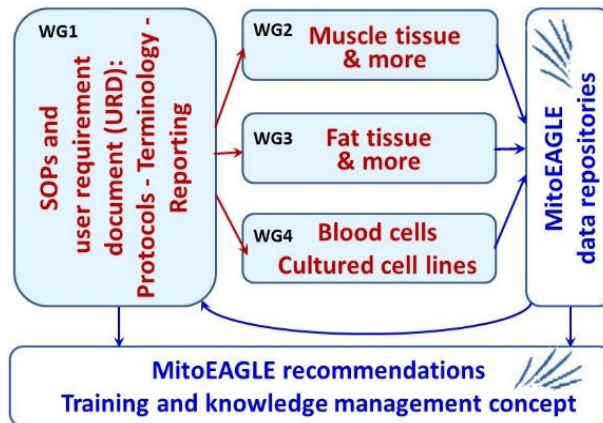 WG1
SOPs and
user requirement
document (URD):
Protocols - Terminology -
Reporting
WG2
Muscle tissue
& more
WG3
Fat tissue
& more
WG4
Blood cells
Cultured cell lines
MitoEAGLE
data repositories
MitoEAGLE recommendations
Training and knowledge management concept